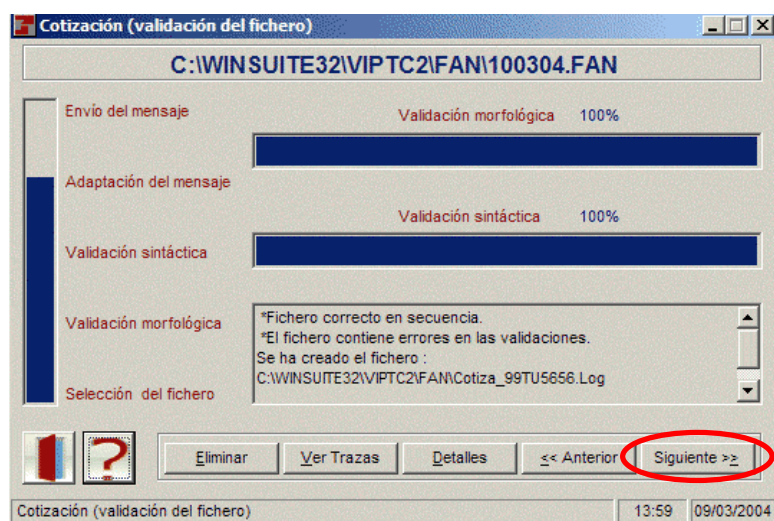 Cotización (validación del fichero)
C:\WINSUITE32\VIPTC2\FAN\100304.FAN
Envío del mensaje
Validación morfológica 100%
Adaptación del mensaje
Validación sintáctica 100%
Validación sintáctica
Validación morfológica
*Fichero correcto en secuencia.
*El fichero contiene errores en las validaciones.
Se ha creado el fichero :
C:\WINSUITE32\VIPTC2\FAN\Cotiza_99TU5656.Log
Selección del fichero
Eliminar Ver Trazas Detalles << Anterior Siguiente >>
Cotización (validación del fichero) 13:59 09/03/2004